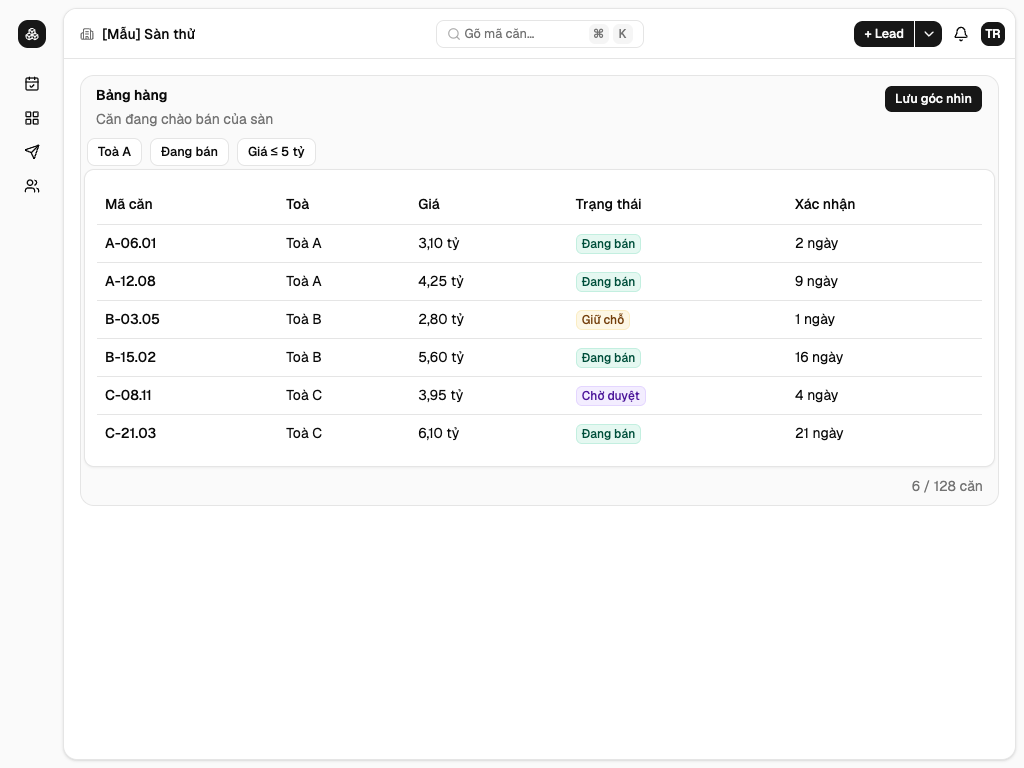 [Mẫu] Sàn thử
Gõ mã căn... ⌘ K
+ Lead
TR
Bảng hàng
Lưu góc nhìn
Căn đang chào bán của sàn
Toà A Đang bán Giá ≤ 5 tỷ
Mã căn Toà Giá Trạng thái Xác nhận
A-06.01 Toà A 3,10 tỷ Đang bán 2 ngày
A-12.08 Toà A 4,25 tỷ Đang bán 9 ngày
B-03.05 Toà B 2,80 tỷ Giữ chỗ 1 ngày
B-15.02 Toà B 5,60 tỷ Đang bán 16 ngày
C-08.11 Toà C 3,95 tỷ Chờ duyệt 4 ngày
C-21.03 Toà C 6,10 tỷ Đang bán 21 ngày
6 / 128 căn